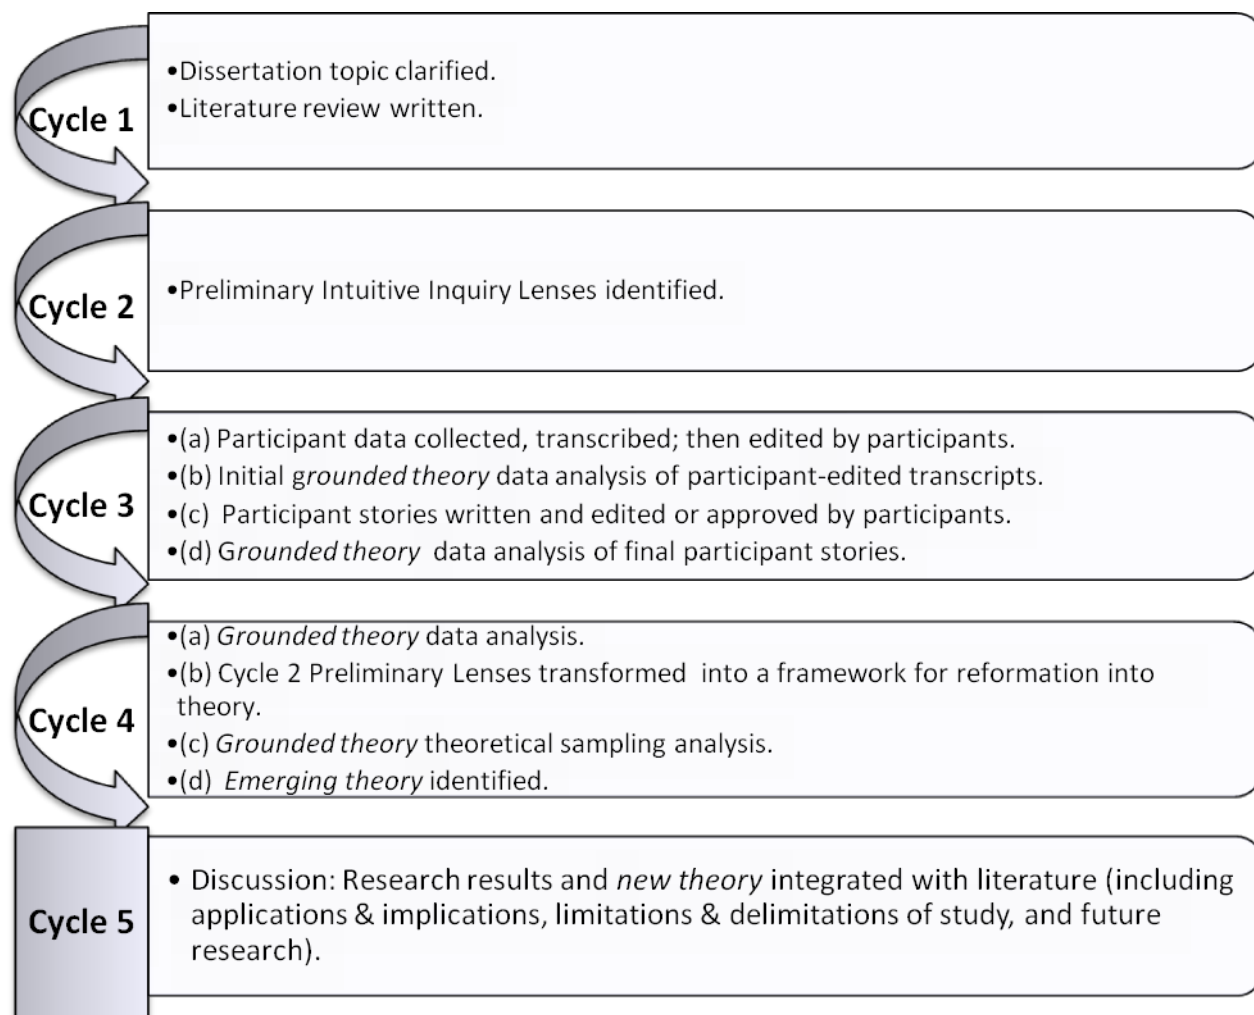 Cycle 1
•Dissertation topic clarified.
•Literature review written.
Cycle 2
•Preliminary Intuitive Inquiry Lenses identified.
Cycle 3
•(a) Participant data collected, transcribed; then edited by participants.
•(b) Initial grounded theory data analysis of participant-edited transcripts.
•(c) Participant stories written and edited or approved by participants.
•(d) Grounded theory data analysis of final participant stories.
Cycle 4
•(a) Grounded theory data analysis.
•(b) Cycle 2 Preliminary Lenses transformed into a framework for reformation into
theory.
•(c) Grounded theory theoretical sampling analysis.
•(d) Emerging theory identified.
Cycle 5
• Discussion: Research results and new theory integrated with literature (including
applications & implications, limitations & delimitations of study, and future
research).